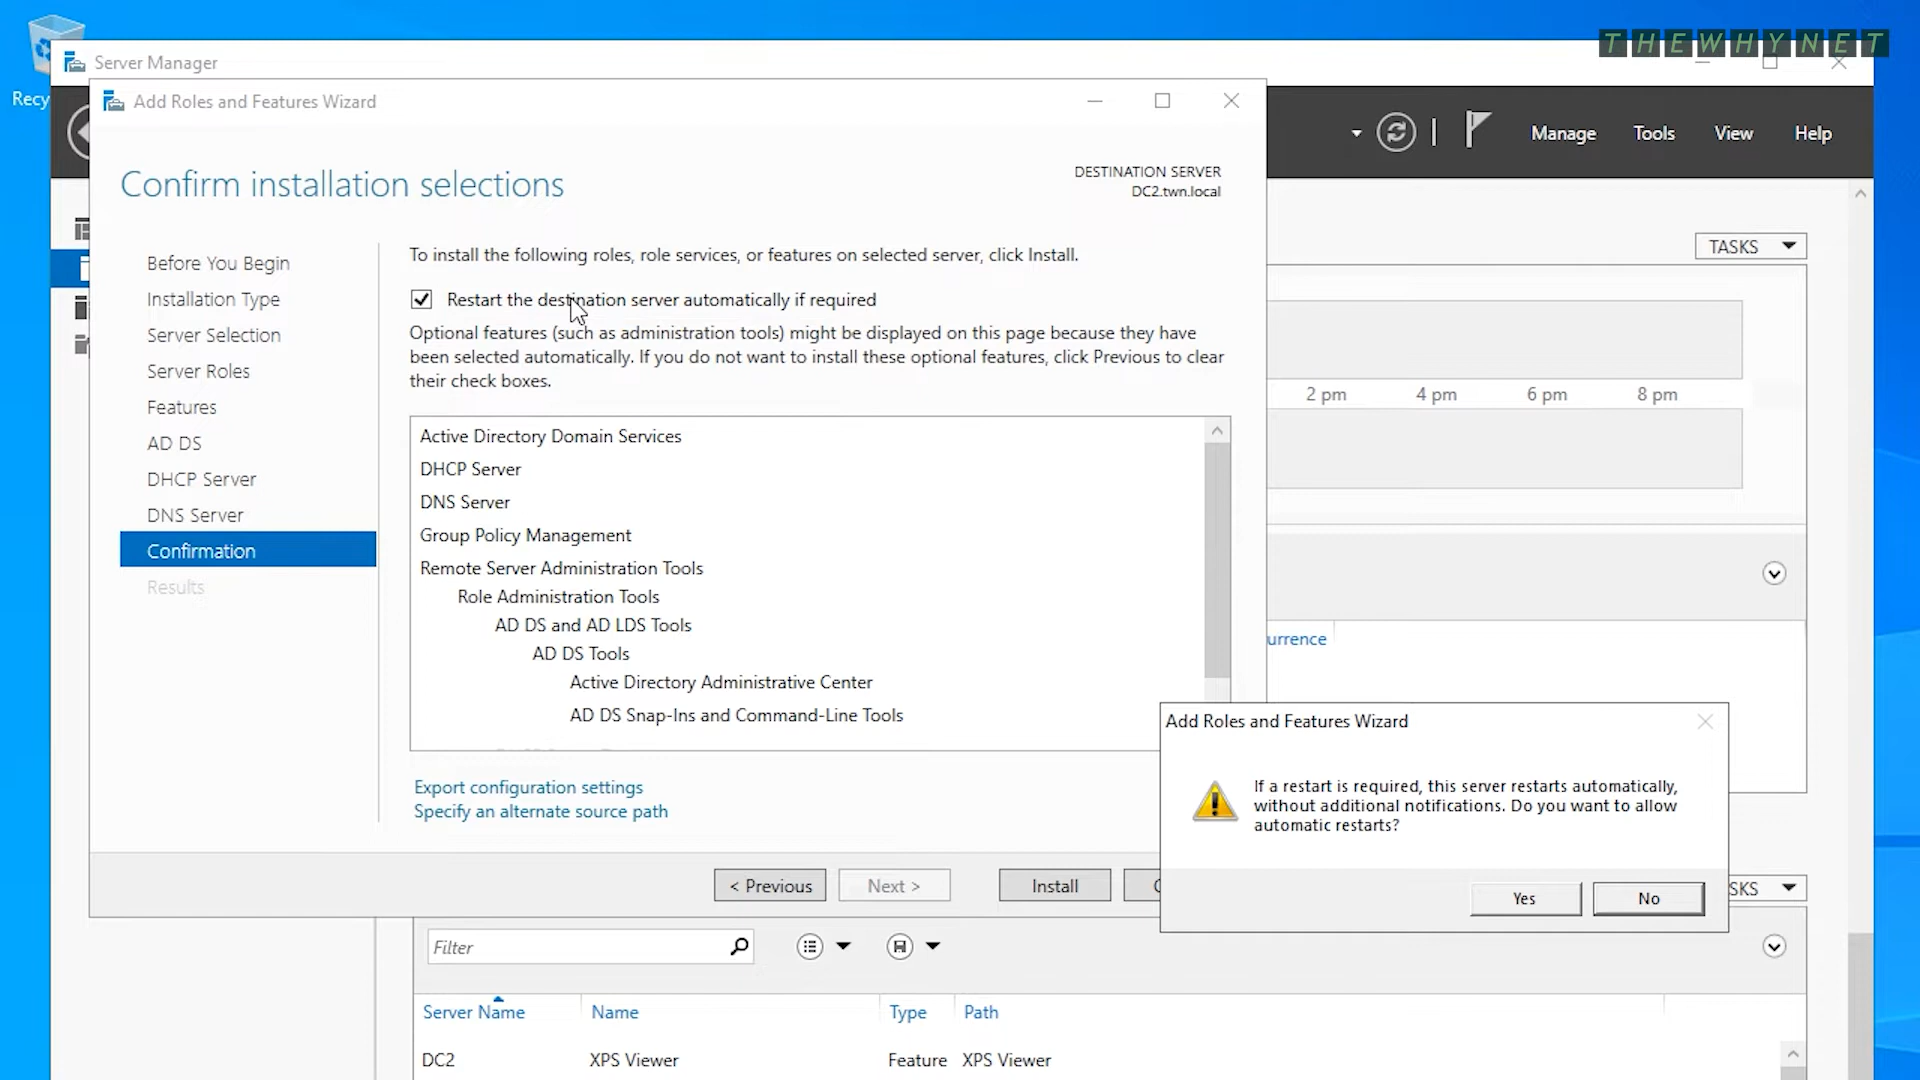 THEWHYNET
Recy
Server Manager
Add Roles and Features Wizard
Manage
Tools
View
Help
Confirm installation selections
DESTINATION SERVER
DC2.twn.local
Before You Begin
Installation Type
Server Selection
Server Roles
Features
AD DS
DHCP Server
DNS Server
Confirmation
Results
To install the following roles, role services, or features on selected server, click Install.
Restart the destination server automatically if required
Optional features (such as administration tools) might be displayed on this page because they have
been selected automatically. If you do not want to install these optional features, click Previous to clear
their check boxes.
Active Directory Domain Services
DHCP Server
DNS Server
Group Policy Management
Remote Server Administration Tools
Role Administration Tools
AD DS and AD LDS Tools
AD DS Tools
Active Directory Administrative Center
AD DS Snap-Ins and Command-Line Tools
Export configuration settings
Specify an alternate source path
< Previous
Next >
Install
TASKS
2 pm
4 pm
6 pm
8 pm
urrence
Add Roles and Features Wizard
If a restart is required, this server restarts automatically,
without additional notifications. Do you want to allow
automatic restarts?
Yes
No
SKS
Filter
Server Name
Name
Type
Path
DC2
XPS Viewer
Feature
XPS Viewer